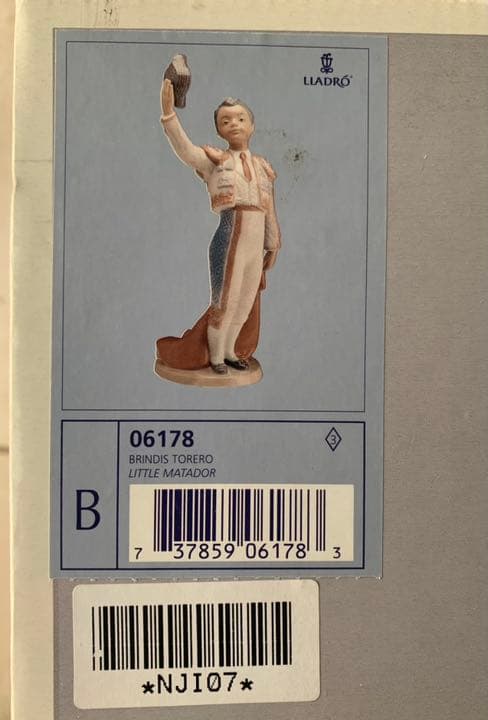 LLADRÓ
06178
3
BRINDIS TORERO
LITTLE MATADOR
B
7 37859 06178 3
*NJI07*